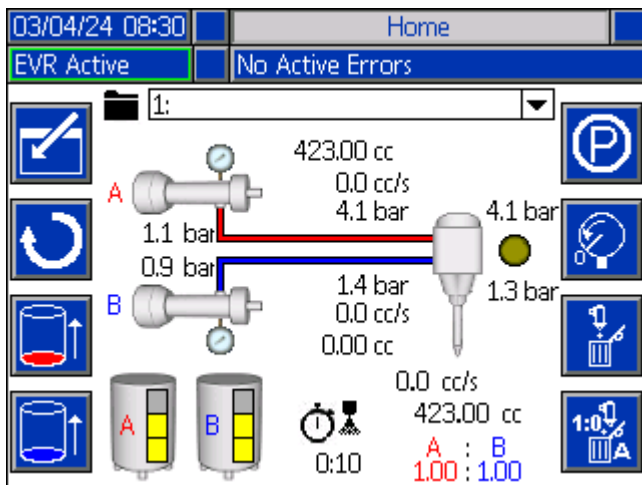 03/04/24 08:30 Home
EVR Active No Active Errors
1:
423.00 cc
0.0 cc/s
A 4.1 bar 4.1 bar
1.1 bar
0.9 bar
B 1.4 bar 1.3 bar
0.0 cc/s
0.00 cc
0.0 cc/s
A B 423.00 cc
0:10 A : B
1.00 : 1.00
P
0
1:0
A